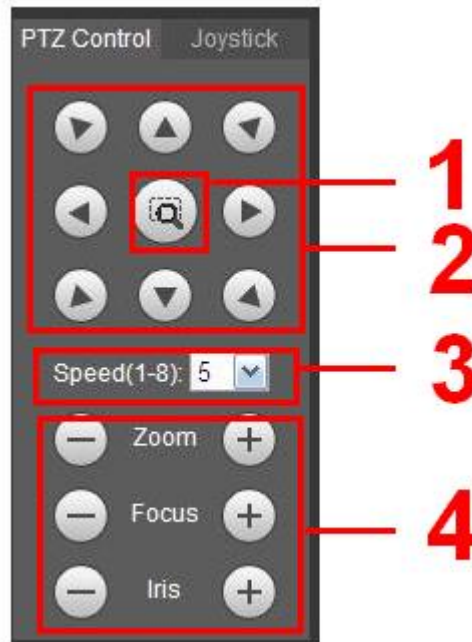 PTZ Control Joystick
1
2
Speed(1-8): 5
3
Zoom
Focus
4
Iris